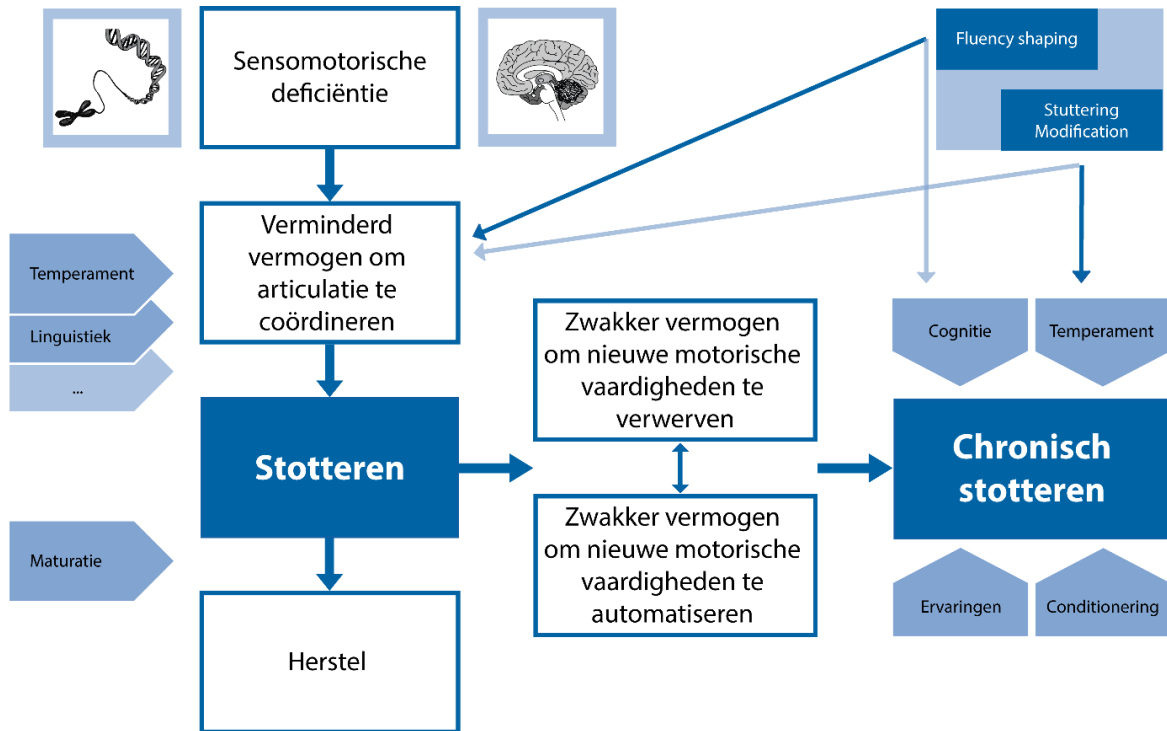 Sensomotorische
deficiëntie
Fluency shaping
Stuttering
Modification
Verminderd
vermogen om
articulatie te
coördineren
Temperament
Linguistiek
...
Zwakker vermogen
om nieuwe motorische
vaardigheden te
verwerven
Cognitie
Temperament
Stotteren
Chronisch
stotteren
Zwakker vermogen
om nieuwe motorische
vaardigheden te
automatiseren
Maturatie
Ervaringen
Conditionering
Herstel